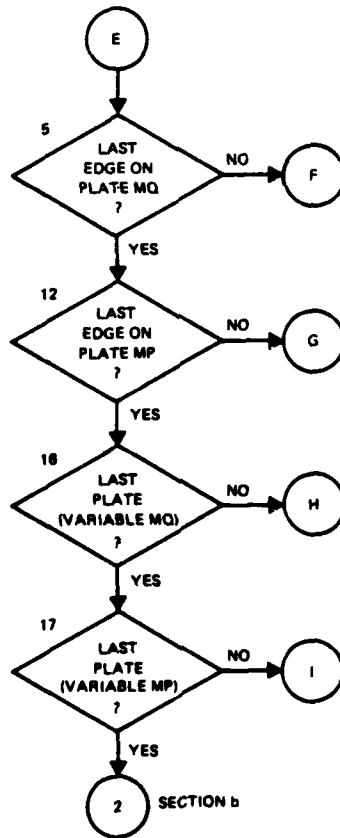 E
5
LAST
EDGE ON
PLATE MQ
?
NO
F
YES
12
LAST
EDGE ON
PLATE MP
?
NO
G
YES
16
LAST
PLATE
(VARIABLE MQ)
?
NO
H
YES
17
LAST
PLATE
(VARIABLE MP)
?
NO
I
YES
2
SECTION b